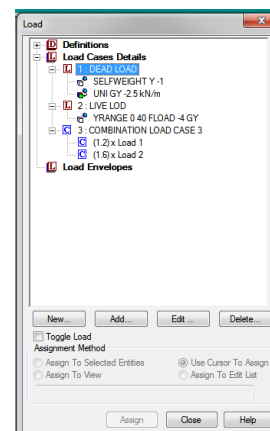 Load
Definitions
Load Cases Details
1 : DEAD LOAD
SELFWEIGHT Y -1
UNI GY -2.5 kN/m
2 : LIVE LOD
YRANGE 0 40 FLOAD -4 GY
3 : COMBINATION LOAD CASE 3
(1.2) x Load 1
(1.6) x Load 2
Load Envelopes
New... Add... Edit ... Delete...
Toggle Load
Assignment Method
Assign To Selected Entities Use Cursor To Assign
Assign To View Assign To Edit List
Assign Close Help